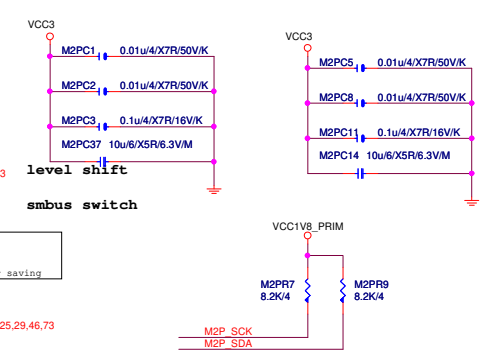 VCC3
M2PC1 0.01u/4/X7R/50V/K
M2PC2 0.01u/4/X7R/50V/K
M2PC3 0.1u/4/X7R/16V/K
M2PC37 10u/6/X5R/6.3V/M
VCC3
M2PC5 0.01u/4/X7R/50V/K
M2PC8 0.01u/4/X7R/50V/K
M2PC11 0.1u/4/X7R/16V/K
M2PC14 10u/6/X5R/6.3V/M
3
level shift
smbus switch
saving
25,29,46,73
VCC1V8_PRIM
M2PR7
8.2K/4
M2PR9
8.2K/4
M2P_SCK
M2P_SDA